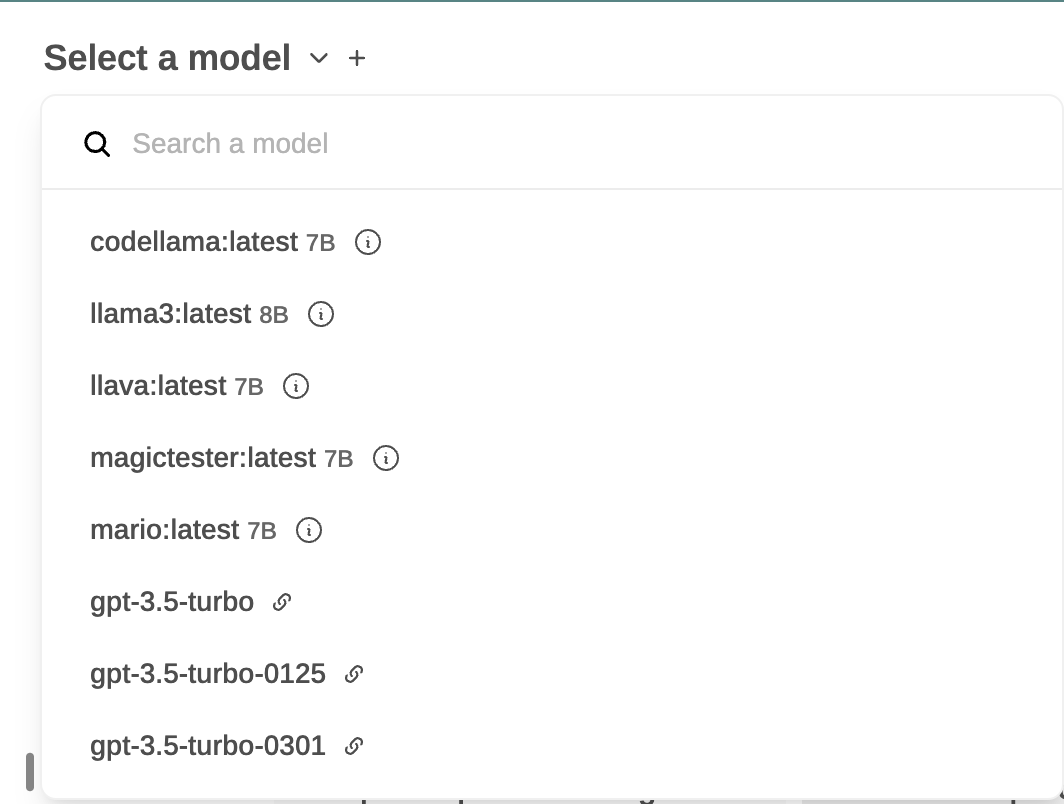 Select a model
Search a model
codellama:latest 7B
llama3:latest 8B
llava:latest 7B
magictester:latest 7B
mario:latest 7B
gpt-3.5-turbo
gpt-3.5-turbo-0125
gpt-3.5-turbo-0301